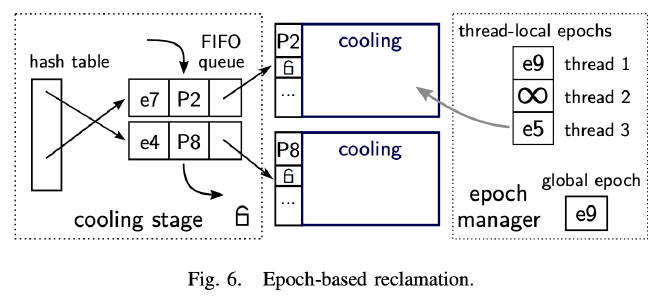 hash table
FIFO
queue
e7 P2
e4 P8
cooling stage
P2
...
cooling
P8
...
cooling
thread-local epochs
e9 thread 1
∞ thread 2
e5 thread 3
epoch
manager
global epoch
e9
Fig. 6. Epoch-based reclamation.